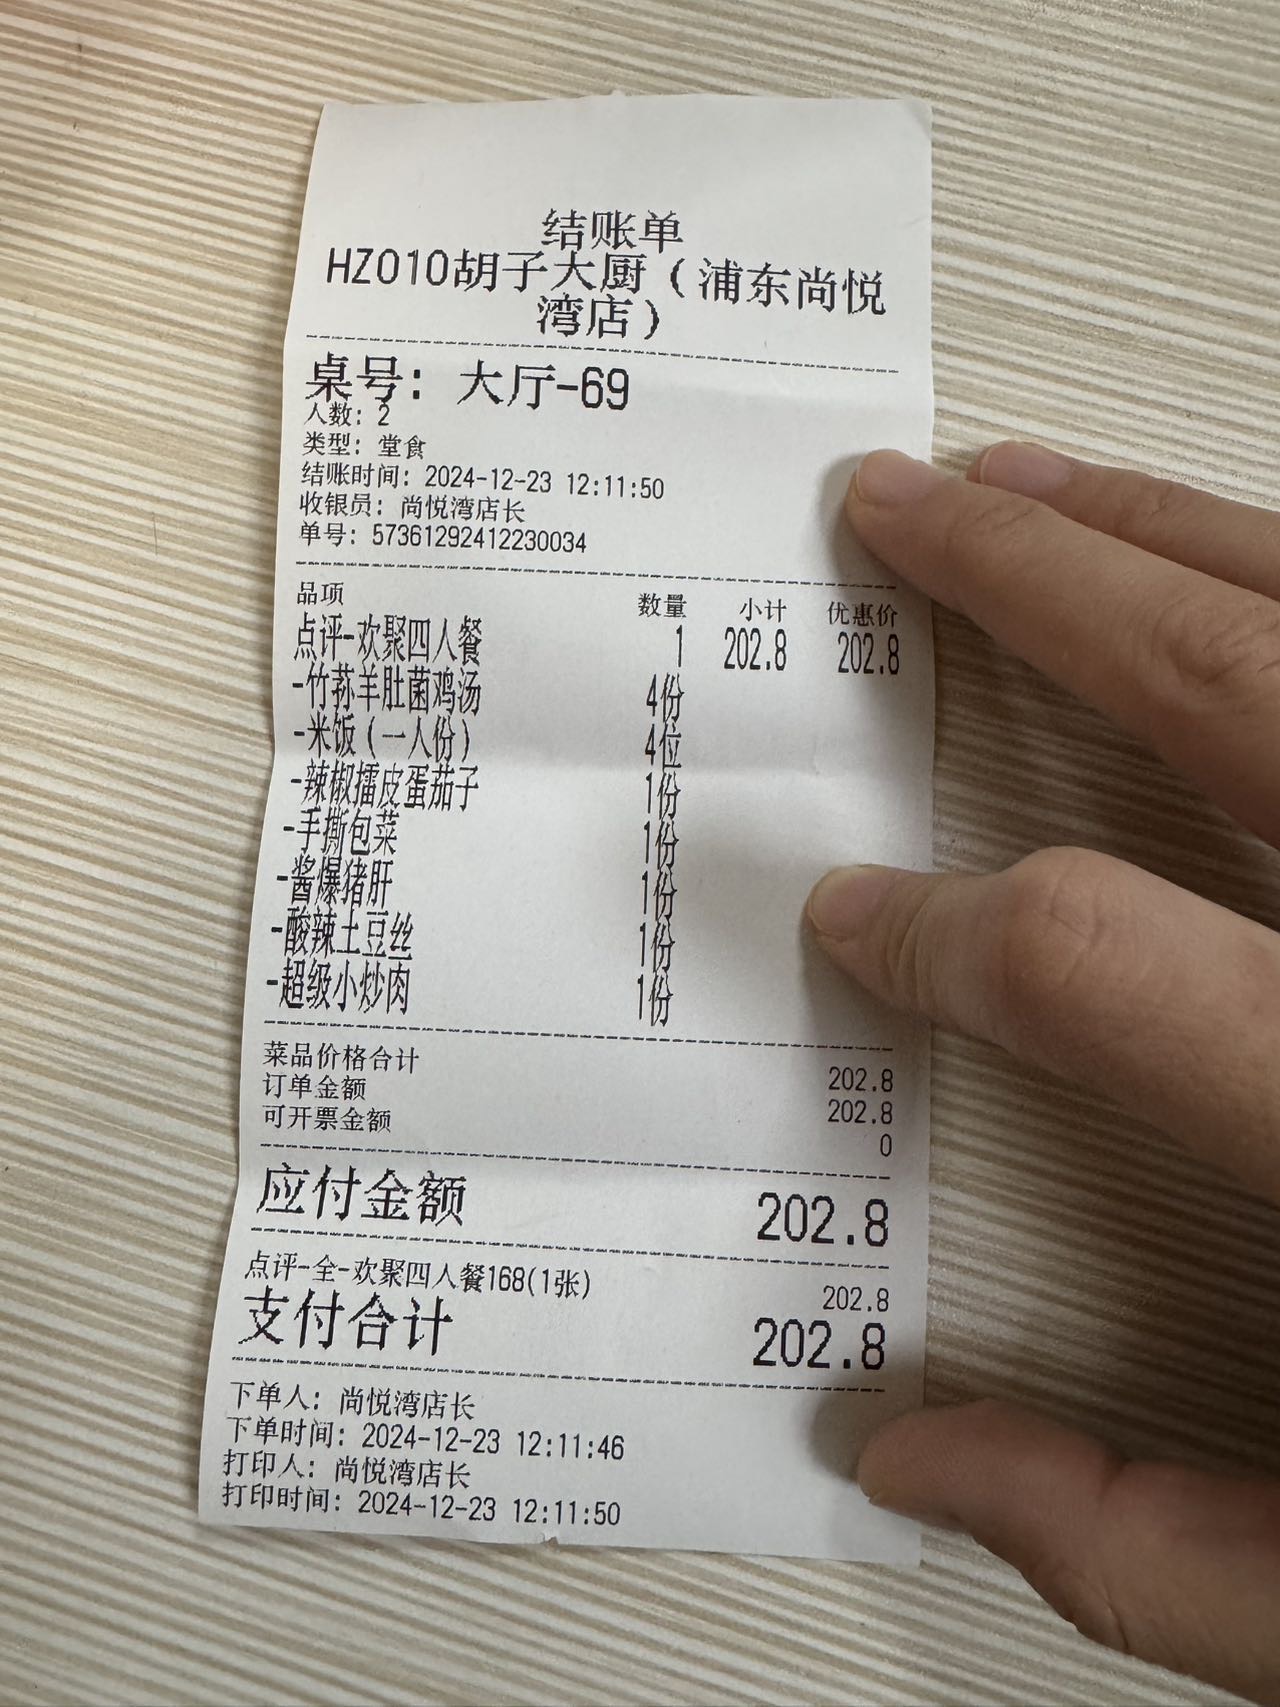 结账单
HZ010胡子大厨（浦东尚悦
湾店）
桌号：大厅-69
人数：2
类型：堂食
结账时间：2024-12-23 12:11:50
收银员：尚悦湾店长
单号：57361292412230034
品项 数量 小计 优惠价
点评-欢聚四人餐 1 202.8 202.8
-竹荪羊肚菌鸡汤 4份
-米饭（一人份） 4位
-辣椒擂皮蛋茄子 1份
-手撕包菜 1份
-酱爆猪肝 1份
-酸辣土豆丝 1份
-超级小炒肉 1份
菜品价格合计 202.8
订单金额 202.8
可开票金额 0
应付金额 202.8
点评-全-欢聚四人餐168(1张) 202.8
支付合计 202.8
下单人：尚悦湾店长
下单时间：2024-12-23 12:11:46
打印人：尚悦湾店长
打印时间：2024-12-23 12:11:50